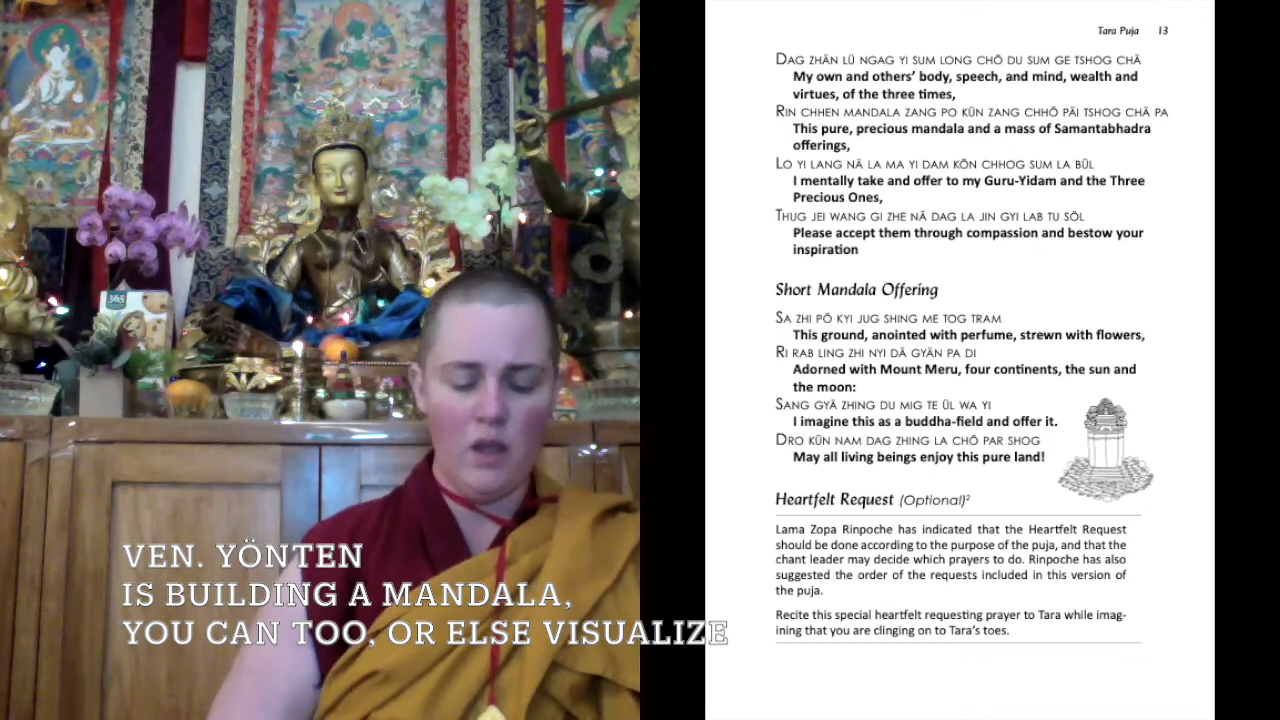 VEN. YÖNTEN
IS BUILDING A MANDALA,
YOU CAN TOO, OR ELSE VISUALIZE
365
Tara Puja 13
DAG ZHÄN LÜ NGAG YI SUM LONG CHÖ DU SUM GE TSHOG CHÄ
My own and others’ body, speech, and mind, wealth and
virtues, of the three times,
RIN CHHEN MANDALA ZANG PO KÜN ZANG CHHÖ PÄI TSHOG CHÄ PA
This pure, precious mandala and a mass of Samantabhadra
offerings,
LO YI LANG NÄ LA MA YI DAM KÖN CHHOG SUM LA BÜL
I mentally take and offer to my Guru-Yidam and the Three
Precious Ones,
THUG JEI WANG GI ZHE NÄ DAG LA JIN GYI LAB TU SÖL
Please accept them through compassion and bestow your
inspiration
Short Mandala Offering
SA ZHI PÖ KYI JUG SHING ME TOG TRAM
This ground, anointed with perfume, strewn with flowers,
RI RAB LING ZHI NYI DÄ GYÄN PA DI
Adorned with Mount Meru, four continents, the sun and
the moon:
SANG GYÄ ZHING DU MIG TE ÜL WA YI
I imagine this as a buddha-field and offer it.
DRO KÜN NAM DAG ZHING LA CHÖ PAR SHOG
May all living beings enjoy this pure land!
Heartfelt Request (Optional)²
Lama Zopa Rinpoche has indicated that the Heartfelt Request
should be done according to the purpose of the puja, and that the
chant leader may decide which prayers to do. Rinpoche has also
suggested the order of the requests included in this version of
the puja.
Recite this special heartfelt requesting prayer to Tara while imag-
ining that you are clinging on to Tara’s toes.